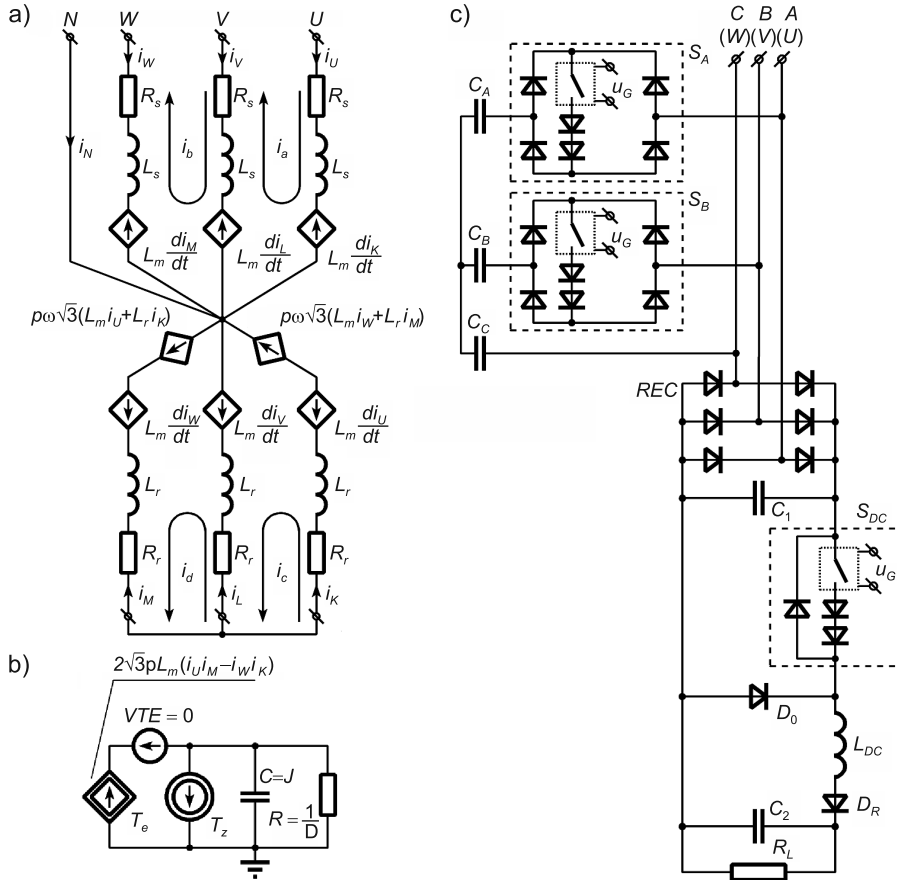 a)
N W V U
i_W i_V i_U
R_s R_s R_s
i_N i_b i_a
L_s L_s L_s
L_m di_M/dt L_m di_L/dt L_m di_K/dt
pω√3(L_m i_U+L_r i_K) pω√3(L_m i_W+L_r i_M)
L_m di_W/dt L_m di_V/dt L_m di_U/dt
L_r L_r L_r
R_r R_r R_r
i_d i_c
i_M i_L i_K
b)
2√3pL_m(i_U i_M–i_W i_K)
VTE = 0
T_e T_z
C=J
R = 1/D
c)
C B A
(W) (V) (U)
S_A
C_A
u_G
S_B
C_B
u_G
C_C
REC
C_1
S_DC
u_G
D_0
L_DC
D_R
C_2
R_L